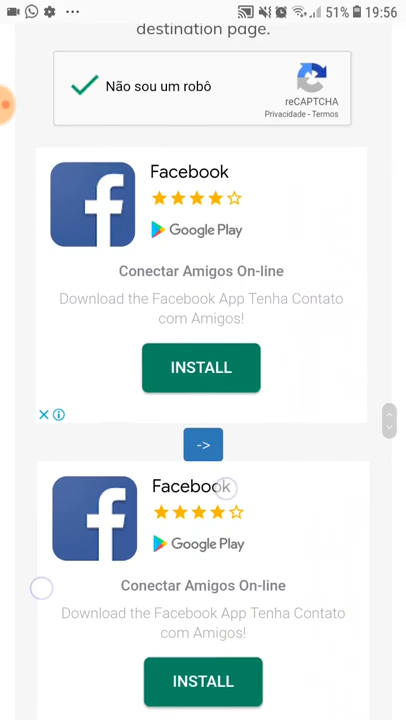 51% 19:56
destination page.
Não sou um robô
reCAPTCHA
Privacidade - Termos
Facebook
Google Play
Conectar Amigos On-line
Download the Facebook App Tenha Contato
com Amigos!
INSTALL
->
Facebook
Google Play
Conectar Amigos On-line
Download the Facebook App Tenha Contato
com Amigos!
INSTALL